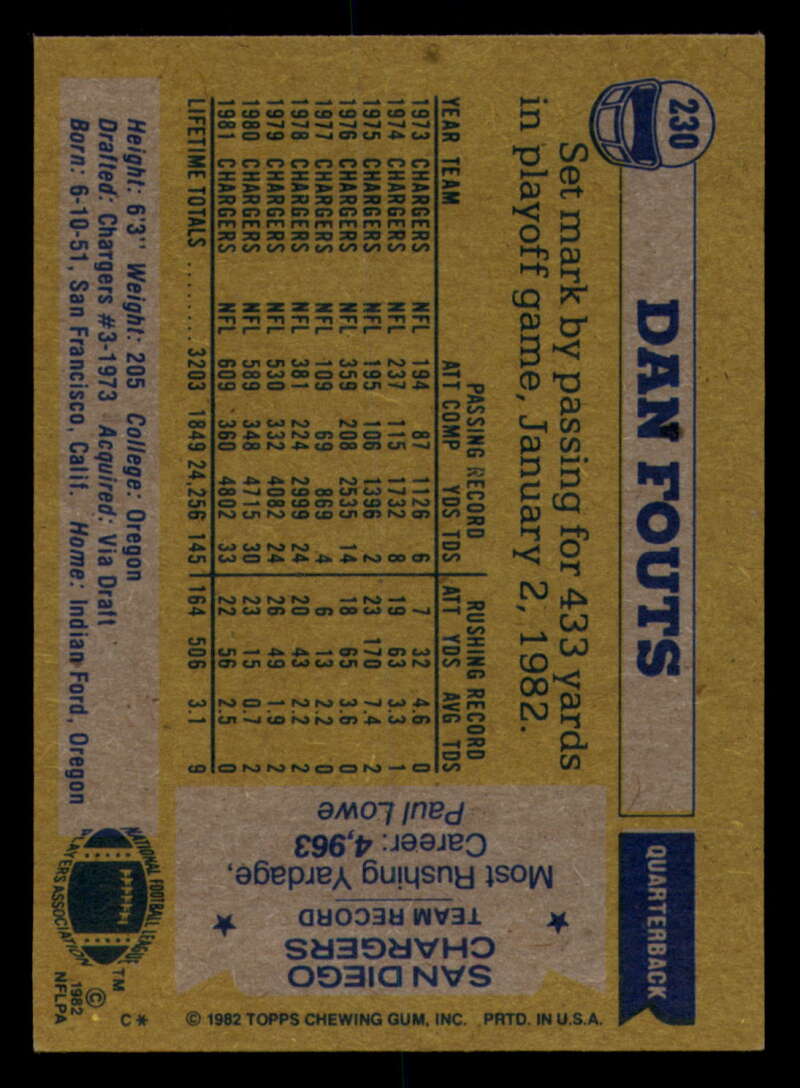 230
DAN FOUTS
QUARTERBACK
Set mark by passing for 433 yards
in playoff game, January 2, 1982.
PASSING RECORD RUSHING RECORD
YEAR TEAM ATT COMP YDS TDS ATT YDS AVG TDS
1973 CHARGERS NFL 194 87 1126 6 7 32 4.6 0
1974 CHARGERS NFL 237 115 1732 8 19 63 3.3 1
1975 CHARGERS NFL 195 106 1396 2 23 170 7.4 2
1976 CHARGERS NFL 359 208 2535 14 18 65 3.6 0
1977 CHARGERS NFL 109 69 869 4 6 13 2.2 0
1978 CHARGERS NFL 381 224 2999 24 20 43 2.2 2
1979 CHARGERS NFL 530 332 4082 24 26 49 1.9 2
1980 CHARGERS NFL 589 348 4715 30 23 15 0.7 2
1981 CHARGERS NFL 609 360 4802 33 22 56 2.5 0
LIFETIME TOTALS ......... 3203 1849 24,256 145 164 506 3.1 9
Height: 6'3" Weight: 205 College: Oregon
Drafted: Chargers #3-1973 Acquired: Via Draft
Born: 6-10-51, San Francisco, Calif. Home: Indian Ford, Oregon
SAN DIEGO
CHARGERS
TEAM RECORD
Most Rushing Yardage,
Career: 4,963
Paul Lowe
NATIONAL FOOTBALL LEAGUE
PLAYERS ASSOCIATION
TM
©
1982
NFLPA
C*
© 1982 TOPPS CHEWING GUM, INC. PRTD. IN U.S.A.